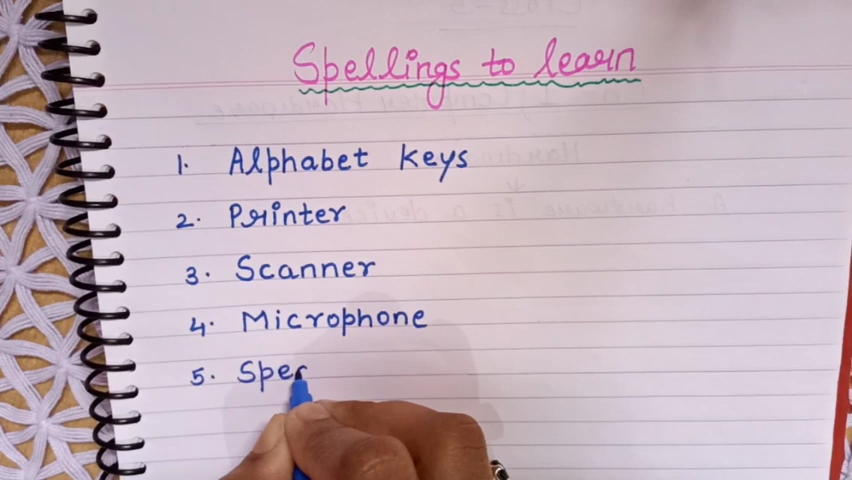 Spellings to learn
1. Alphabet keys
2. Printer
3. Scanner
4. Microphone
5. Spe